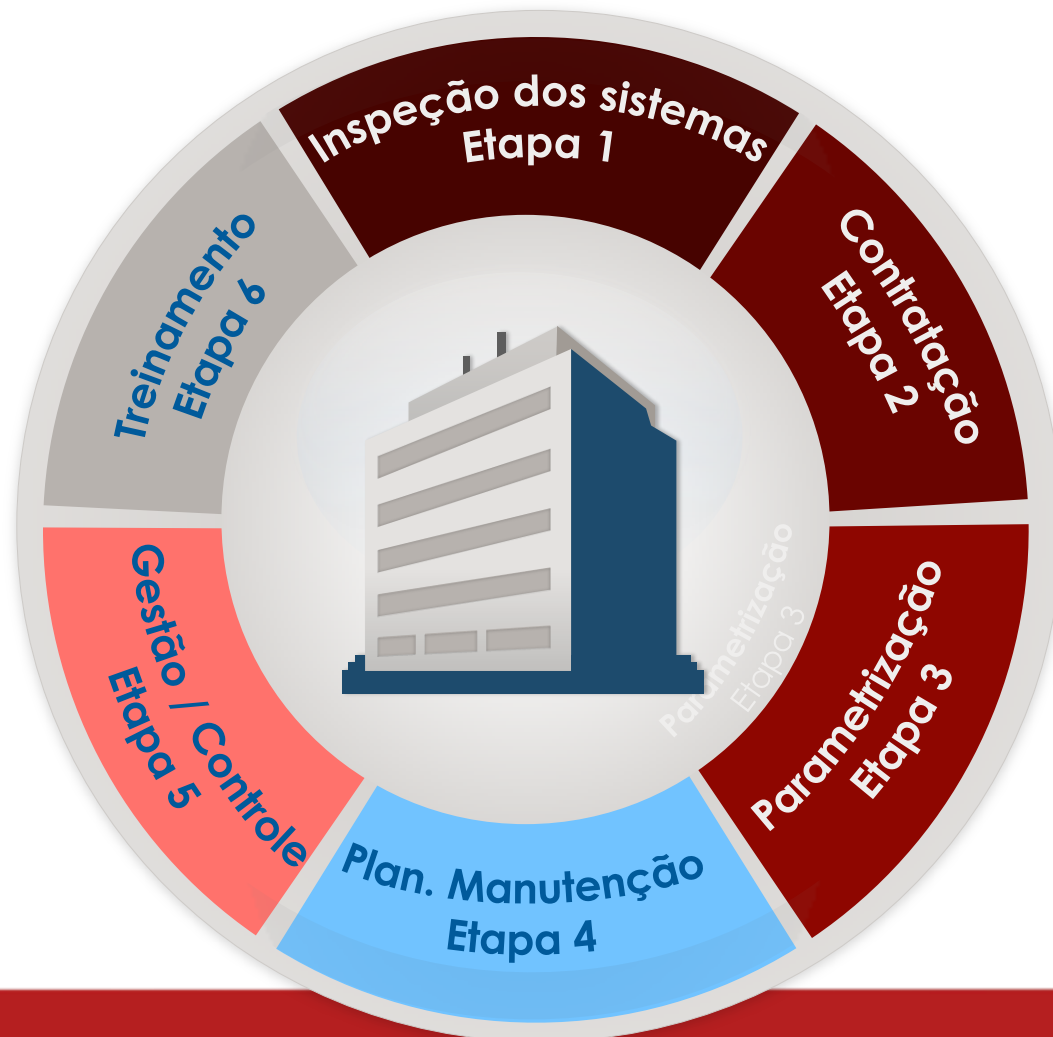 Inspeção dos sistemas
Etapa 1
Contratação
Etapa 2
Parametrização
Etapa 3
Parametrização
Etapa 3
Plan. Manutenção
Etapa 4
Gestão / Controle
Etapa 5
Treinamento
Etapa 6